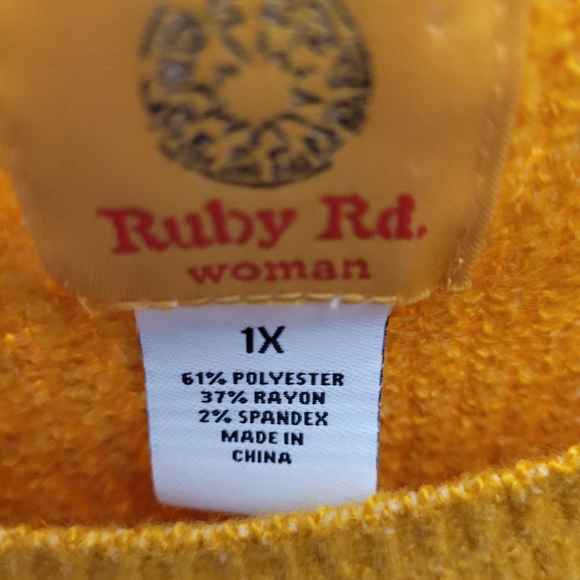 Ruby Rd.
woman
1X
61% POLYESTER
37% RAYON
2% SPANDEX
MADE IN
CHINA